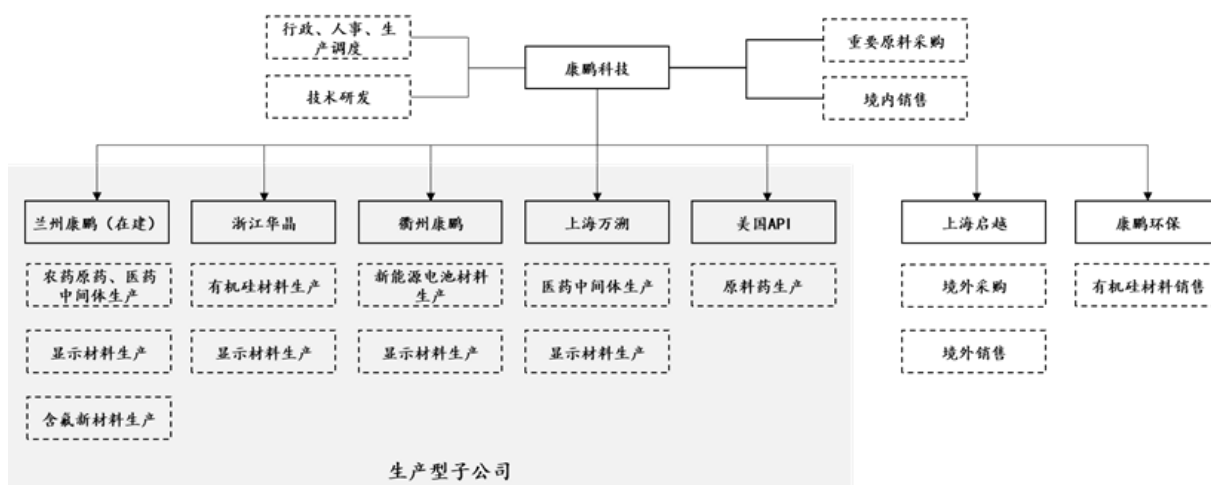 行政、人事、生
产调度
技术研发
康鹏科技
重要原料采购
境内销售
兰州康鹏（在建）
浙江华晶
衢州康鹏
上海万溯
美国API
上海启越
康鹏环保
农药原药、医药
中间体生产
有机硅材料生产
新能源电池材料
生产
医药中间体生产
原料药生产
境外采购
有机硅材料销售
显示材料生产
显示材料生产
显示材料生产
显示材料生产
境外销售
含氟新材料生产
生产型子公司